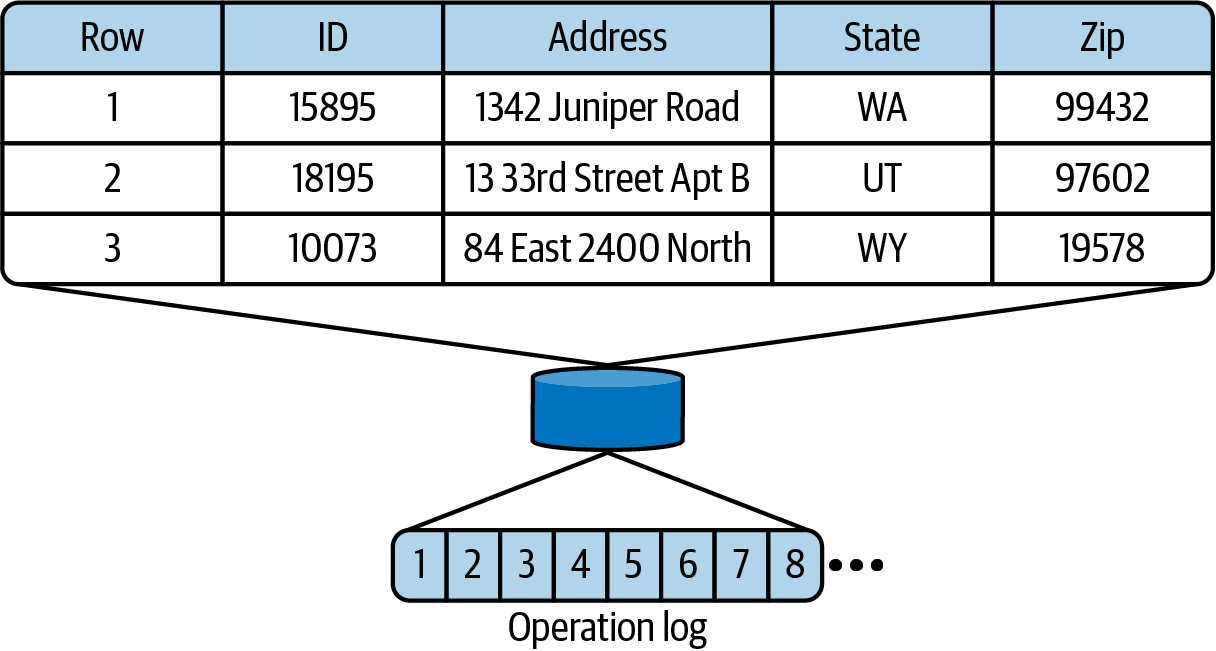 Row ID Address State Zip
1 15895 1342 Juniper Road WA 99432
2 18195 13 33rd Street Apt B UT 97602
3 10073 84 East 2400 North WY 19578
1 2 3 4 5 6 7 8
Operation log